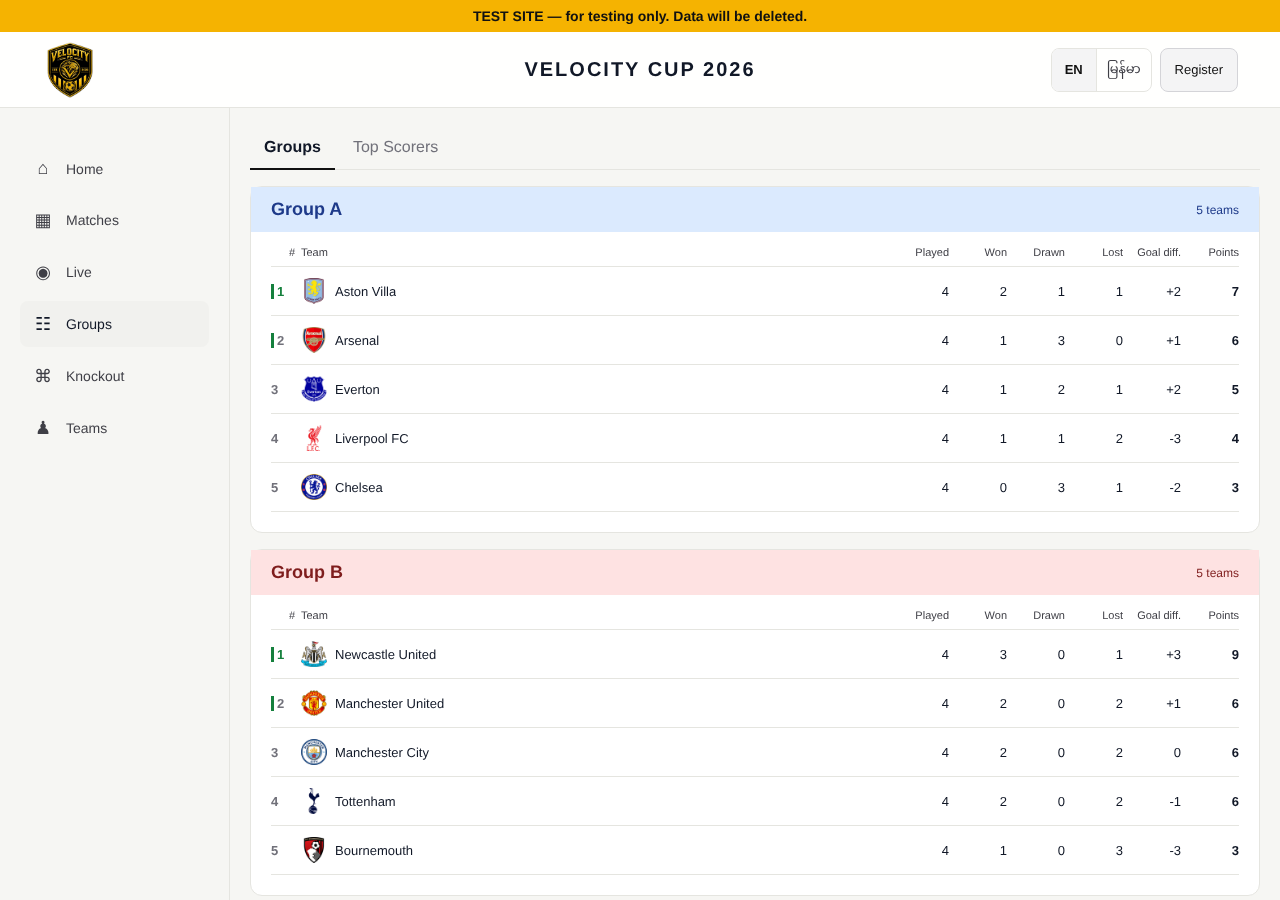 TEST SITE — for testing only. Data will be deleted.
VELOCITY
VELOCITY CUP 2026
EN
မြန်မာ
Register
Home
Matches
Live
Groups
Knockout
Teams
Groups Top Scorers
Group A 5 teams
# Team Played Won Drawn Lost Goal diff. Points
1 Aston Villa 4 2 1 1 +2 7
2 Arsenal 4 1 3 0 +1 6
3 Everton 4 1 2 1 +2 5
4 Liverpool FC 4 1 1 2 -3 4
5 Chelsea 4 0 3 1 -2 3
Group B 5 teams
# Team Played Won Drawn Lost Goal diff. Points
1 Newcastle United 4 3 0 1 +3 9
2 Manchester United 4 2 0 2 +1 6
3 Manchester City 4 2 0 2 0 6
4 Tottenham 4 2 0 2 -1 6
5 Bournemouth 4 1 0 3 -3 3